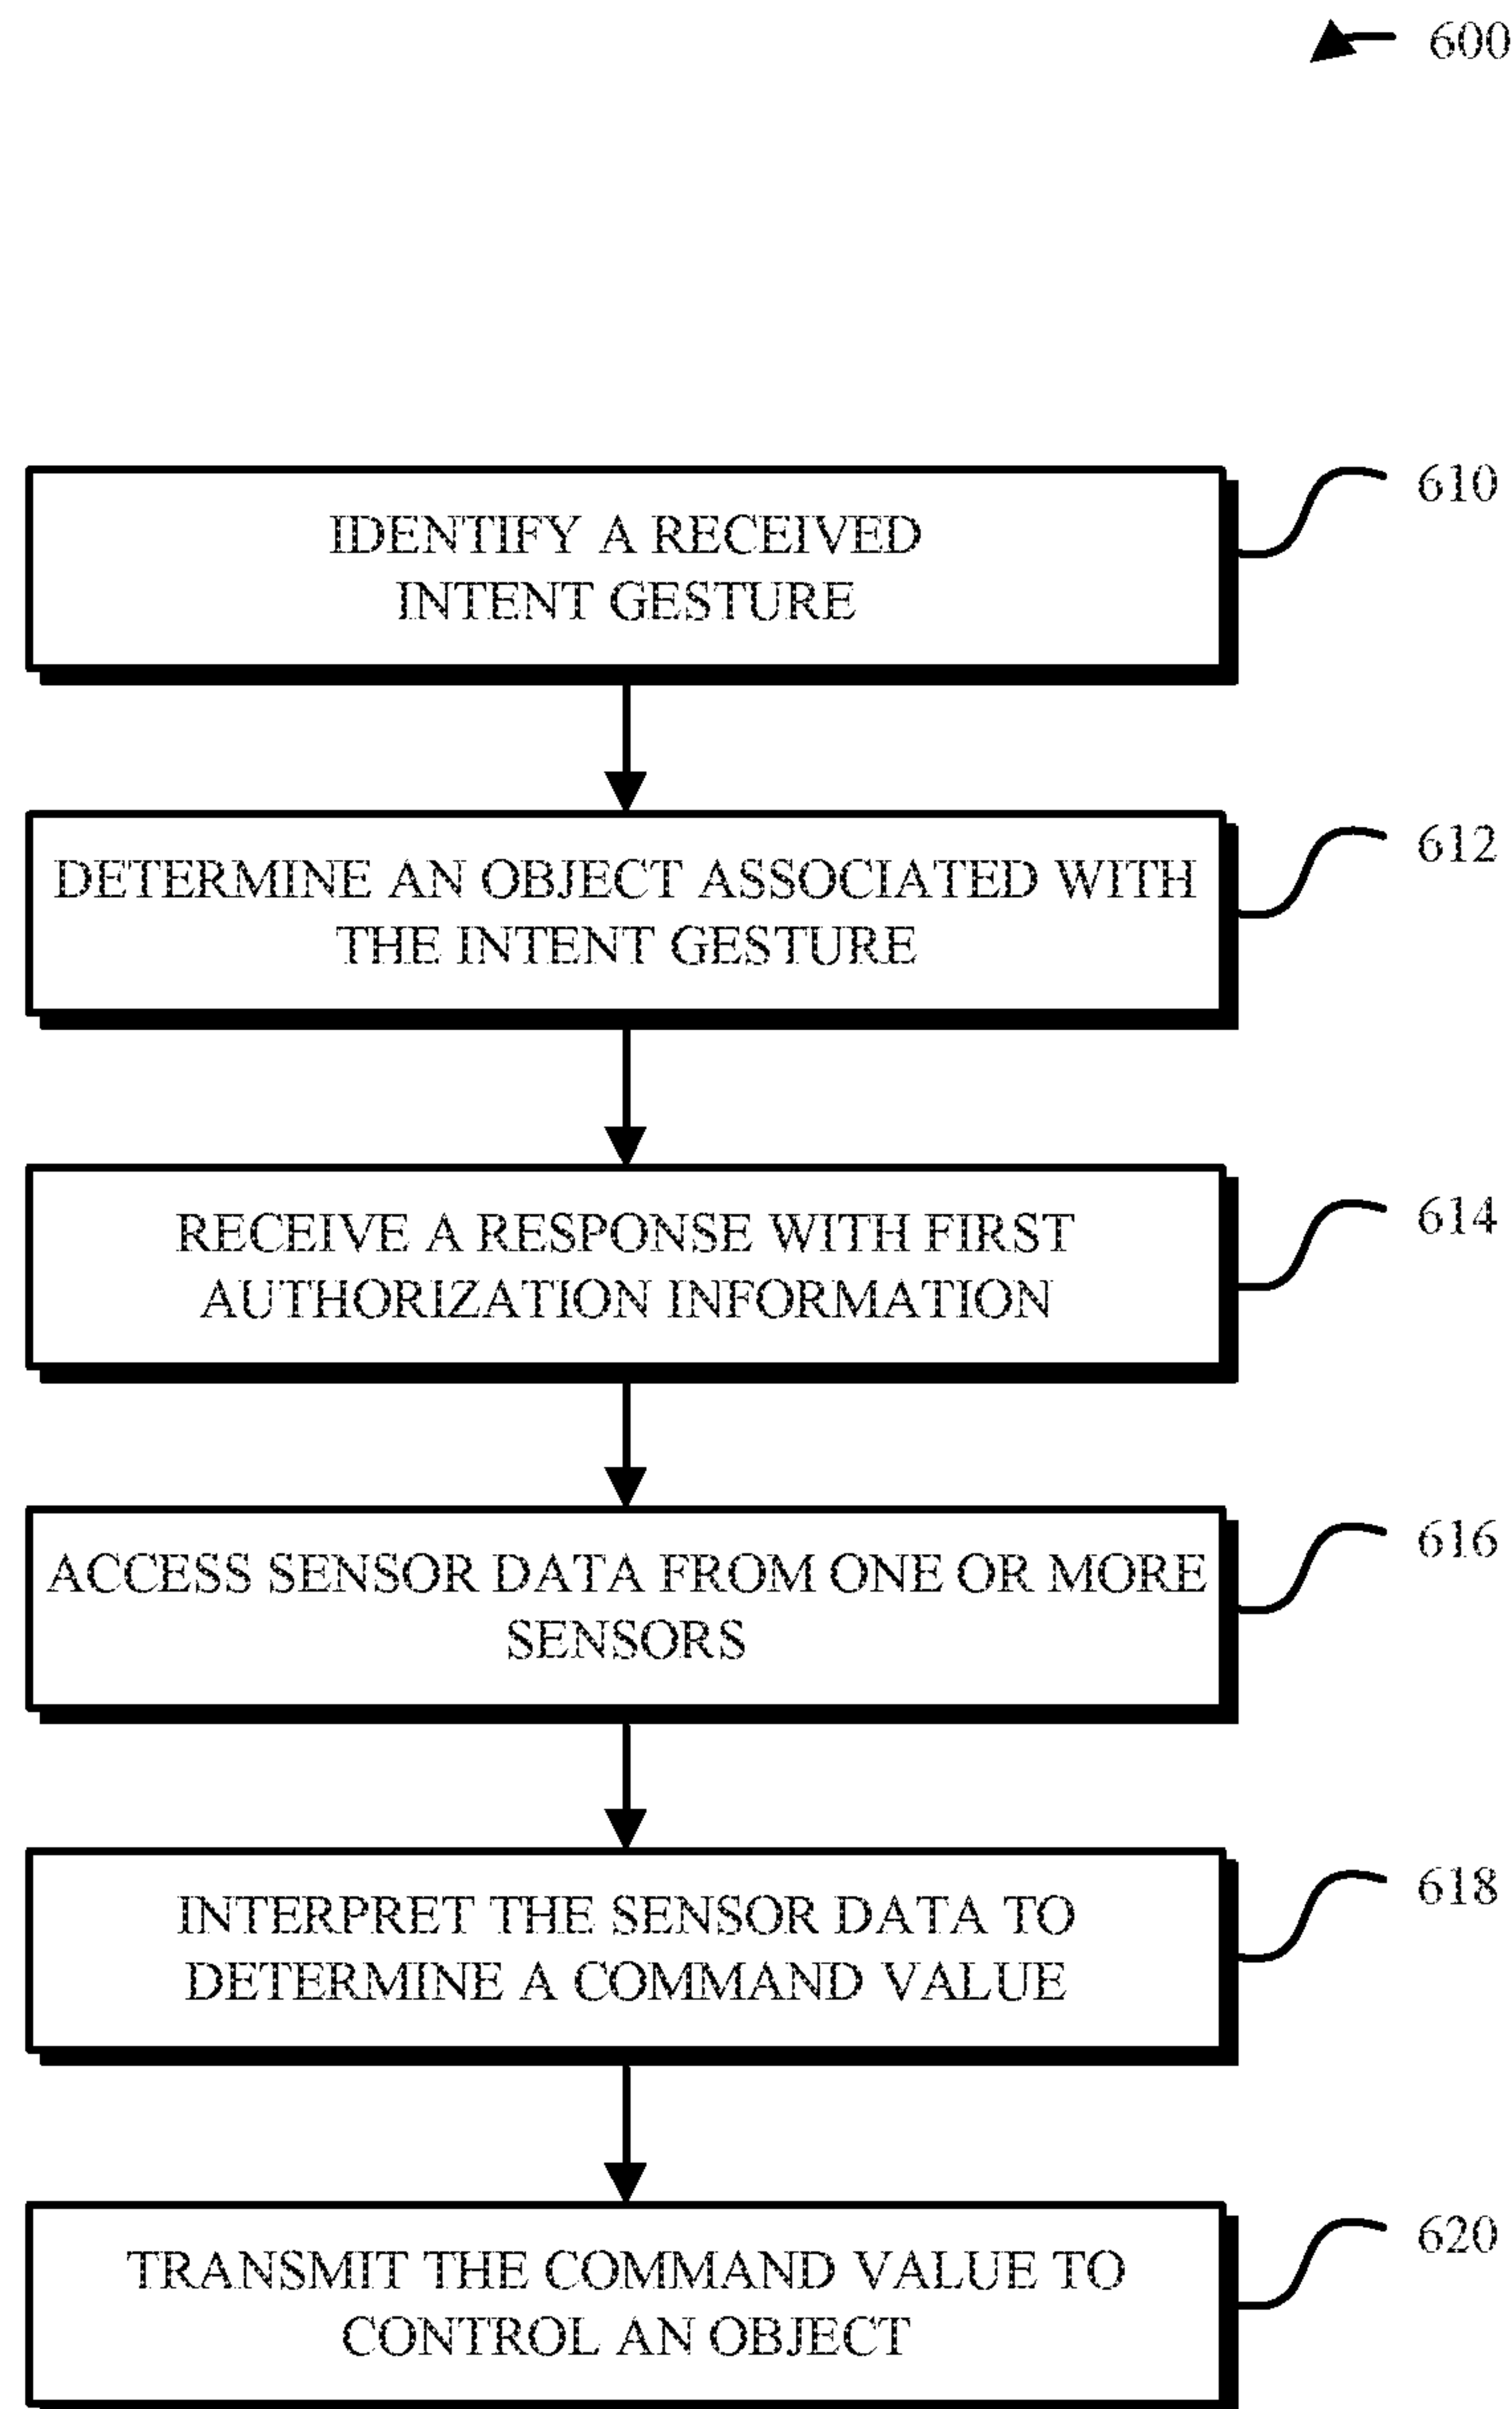 600
IDENTIFY A RECEIVED
INTENT GESTURE
610
DETERMINE AN OBJECT ASSOCIATED WITH
THE INTENT GESTURE
612
RECEIVE A RESPONSE WITH FIRST
AUTHORIZATION INFORMATION
614
ACCESS SENSOR DATA FROM ONE OR MORE
SENSORS
616
INTERPRET THE SENSOR DATA TO
DETERMINE A COMMAND VALUE
618
TRANSMIT THE COMMAND VALUE TO
CONTROL AN OBJECT
620